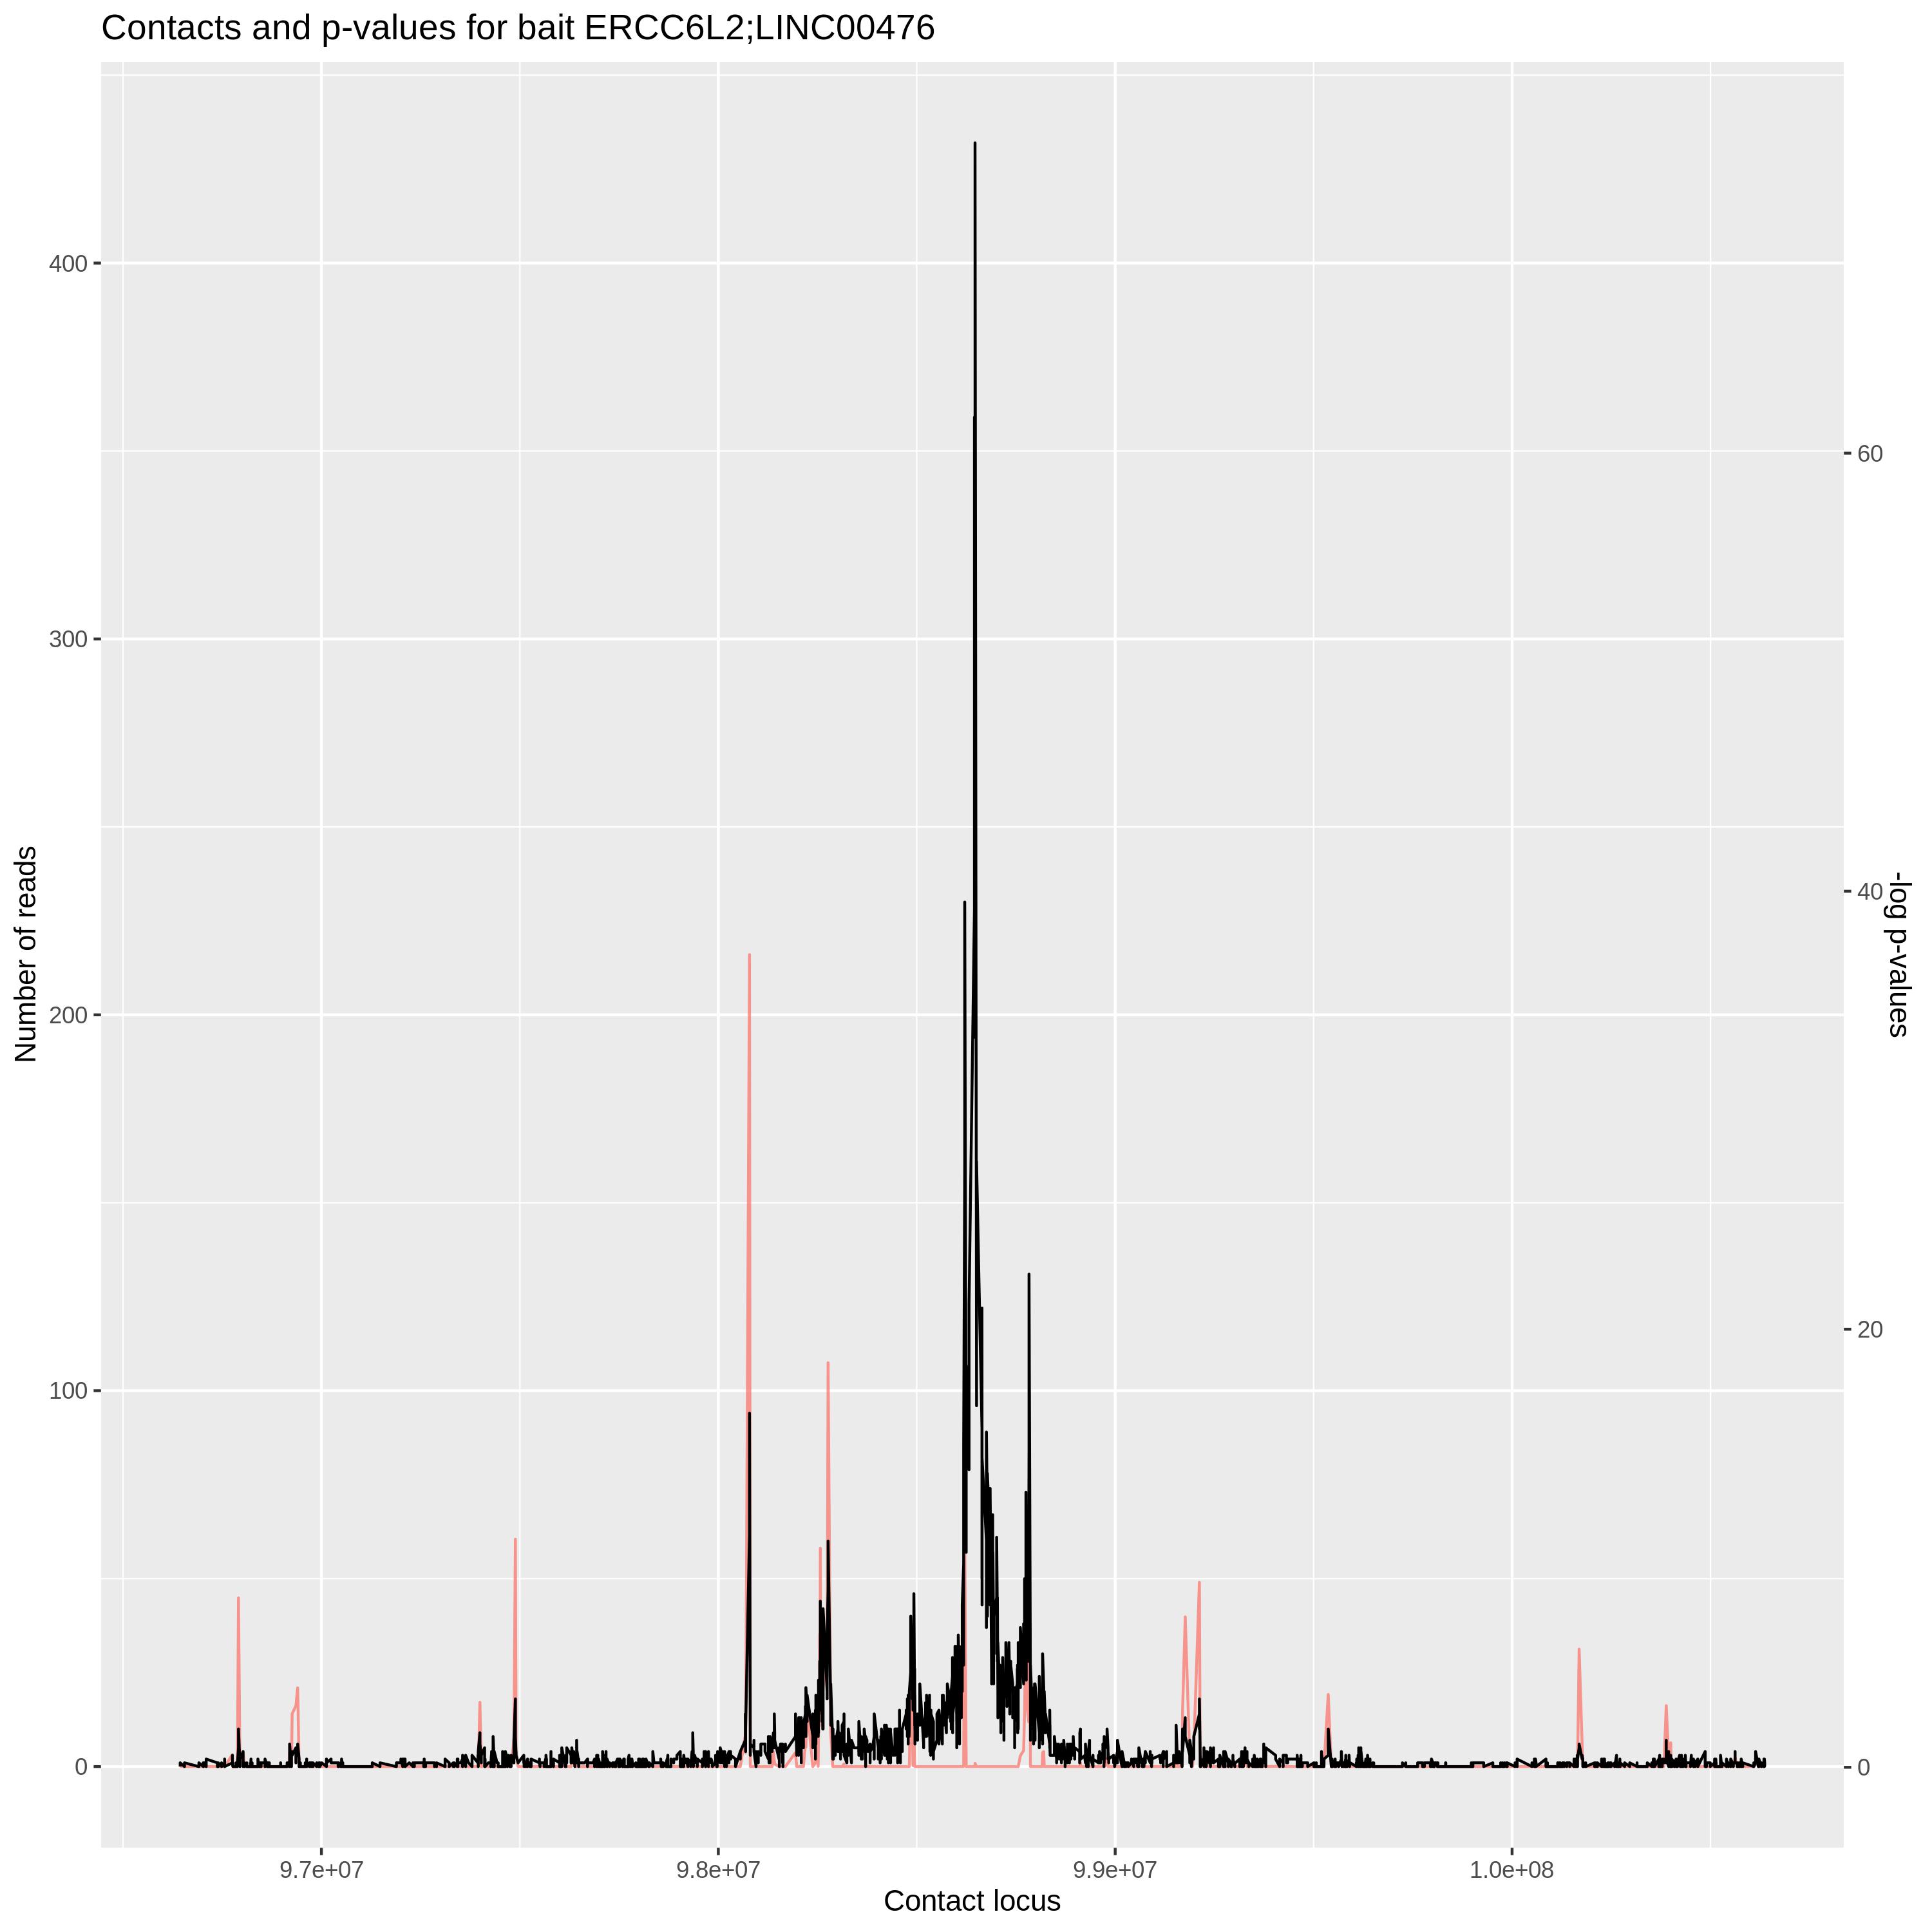 Contacts and p-values for bait ERCC6L2;LINC00476
400
300
200
100
0
Number of reads
60
40
20
0
-log p-values
9.7e+07 9.8e+07 9.9e+07 1.0e+08
Contact locus